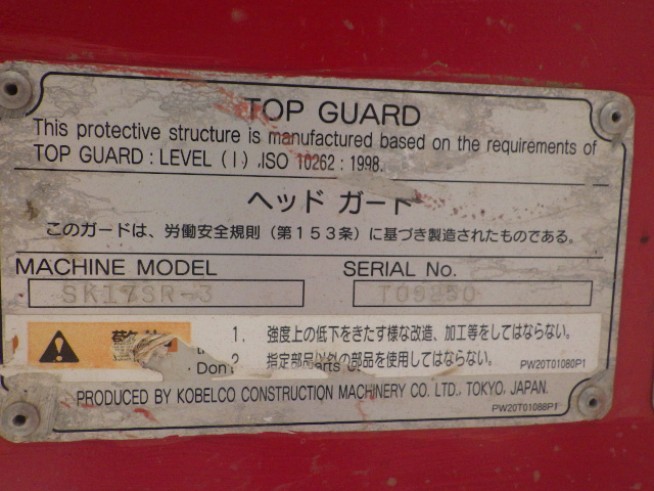 TOP GUARD
This protective structure is manufactured based on the requirements of
TOP GUARD : LEVEL (I) .ISO 10262 : 1998.
ヘッド ガード
このガードは、労働安全規則（第153条）に基づき製造されたものである。
MACHINE MODEL SERIAL No.
SK17SR-3
1. 強度上の低下をきたす様な改造、加工等をしてはならない。
2. 指定部品以外の部品を使用してはならない。 PW20T01080P1
Don't parts
PRODUCED BY KOBELCO CONSTRUCTION MACHINERY CO. LTD., TOKYO, JAPAN.
PW20T01088P1